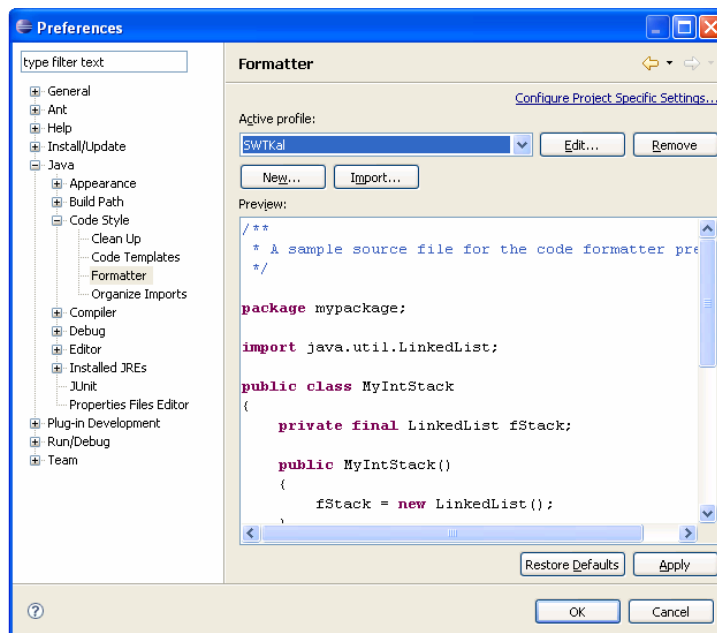 Preferences
type filter text
General
Ant
Help
Install/Update
Java
Appearance
Build Path
Code Style
Clean Up
Code Templates
Formatter
Organize Imports
Compiler
Debug
Editor
Installed JREs
JUnit
Properties Files Editor
Plug-in Development
Run/Debug
Team
Formatter
Configure Project Specific Settings...
Active profile:
SWTKal
Edit...
Remove
New...
Import...
Preview:
/**
 * A sample source file for the code formatter pre
 */
package mypackage;
import java.util.LinkedList;
public class MyIntStack
{
private final LinkedList fStack;
public MyIntStack()
{
fStack = new LinkedList();
}
Restore Defaults
Apply
?
OK
Cancel